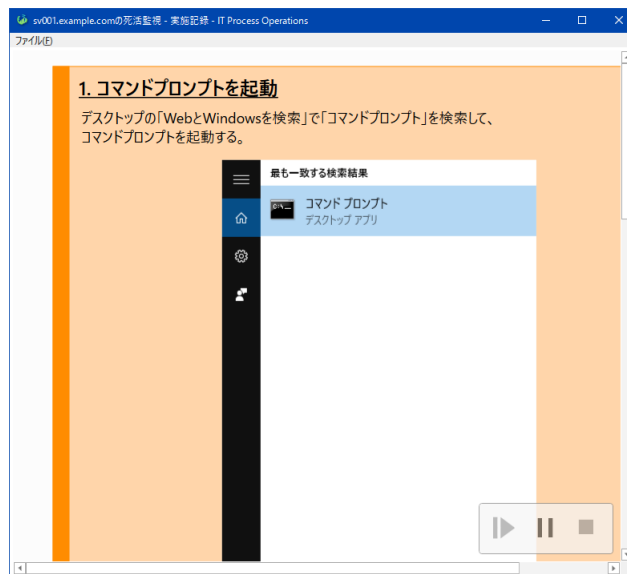 sv001.example.comの死活監視 - 実施記録 - IT Process Operations
ファイル(F)
1. コマンドプロンプトを起動
デスクトップの「WebとWindowsを検索」で「コマンドプロンプト」を検索して、
コマンドプロンプトを起動する。
最も一致する検索結果
コマンド プロンプト
デスクトップ アプリ